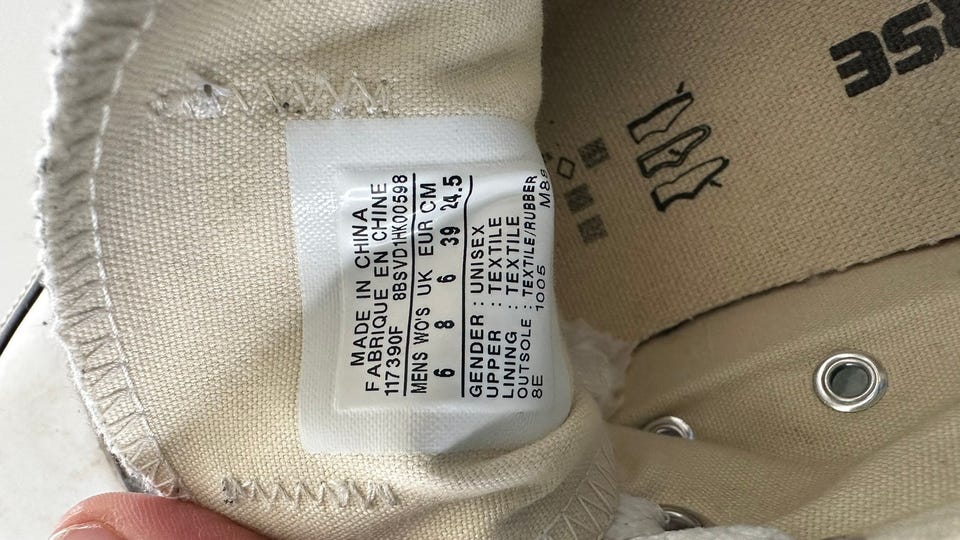 MADE IN CHINA
FABRIQUE EN CHINE
117390F 8BSVD1HK00598
MENS WO'S UK EUR CM
6 8 6 39 24.5
GENDER : UNISEX
UPPER : TEXTILE
LINING : TEXTILE
OUTSOLE : TEXTILE/RUBBER
8E 1005
RSE